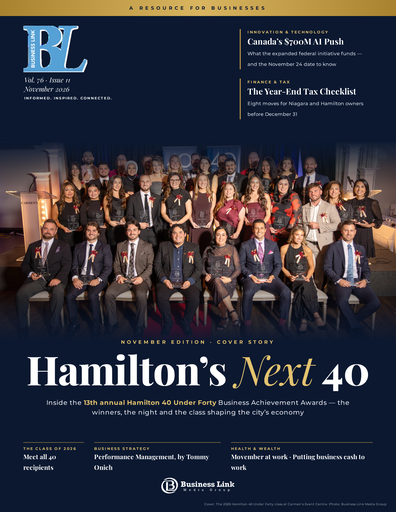 A RESOURCE FOR BUSINESSES
BUSINESS LINK
BL
Vol. 76 · Issue 11
November 2026
INFORMED. INSPIRED. CONNECTED.
INNOVATION & TECHNOLOGY
Canada's $700M AI Push
What the expanded federal initiative funds —
and the November 24 date to know
FINANCE & TAX
The Year-End Tax Checklist
Eight moves for Niagara and Hamilton owners
before December 31
NOVEMBER EDITION · COVER STORY
Hamilton's Next 40
Inside the 13th annual Hamilton 40 Under Forty Business Achievement Awards — the
winners, the night and the class shaping the city's economy
THE CLASS OF 2026
Meet all 40
recipients
BUSINESS STRATEGY
Performance Management, by Tommy
Onich
HEALTH & WEALTH
Movember at work · Putting business cash to
work
Business Link
Media Group